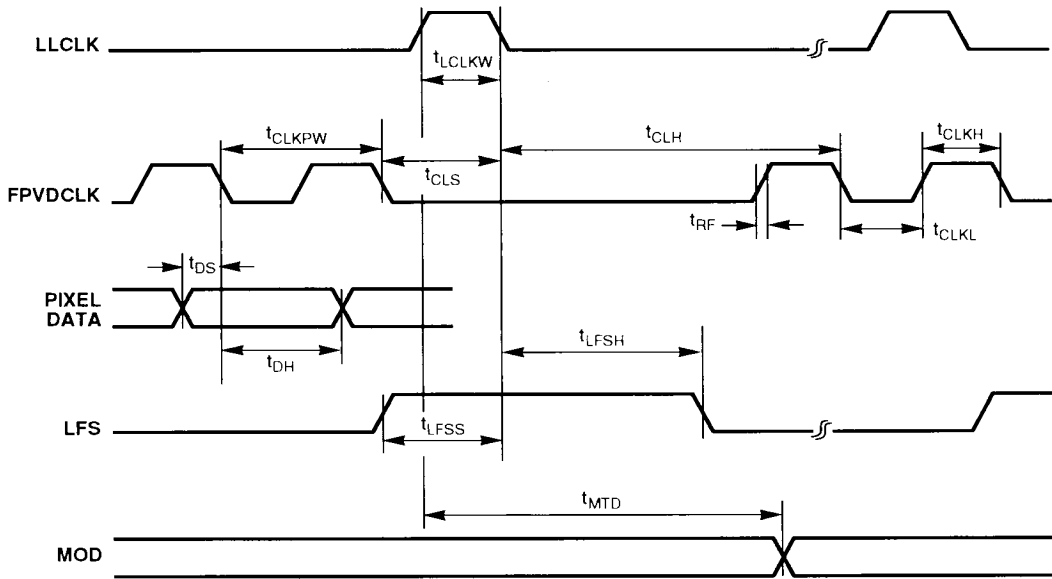 LLCLK
tLCLKW
tCLKPW
tCLH
tCLKH
tCLS
FPVDCLK
tRF
tCLKL
tDS
PIXEL
DATA
tLFSH
tDH
LFS
tLFSS
tMTD
MOD